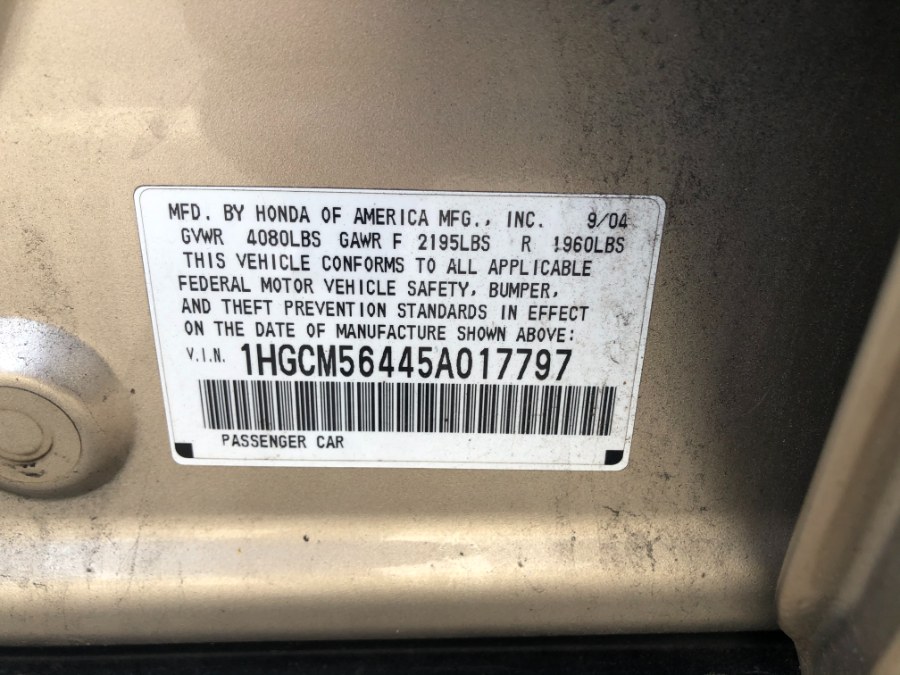 MFD. BY HONDA OF AMERICA MFG., INC. 9/04
GVWR 4080LBS GAWR F 2195LBS R 1960LBS
THIS VEHICLE CONFORMS TO ALL APPLICABLE
FEDERAL MOTOR VEHICLE SAFETY, BUMPER,
AND THEFT PREVENTION STANDARDS IN EFFECT
ON THE DATE OF MANUFACTURE SHOWN ABOVE:
V.I.N. 1HGCM56445A017797
PASSENGER CAR